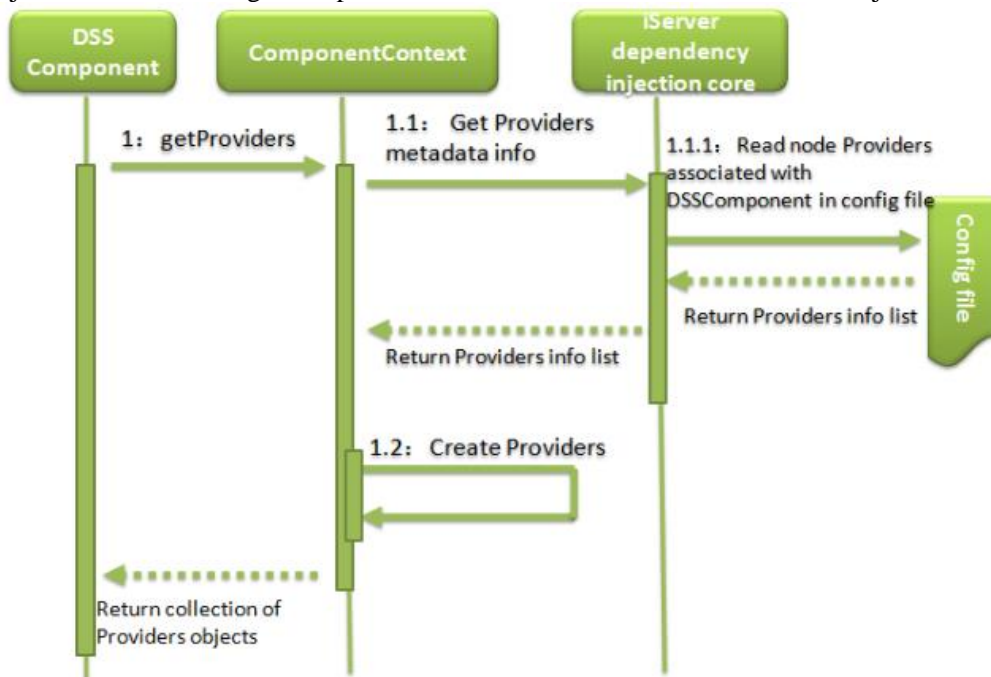 DSS
Component
ComponentContext
iServer
dependency
injection core
1： getProviders
1.1： Get Providers
metadata info
1.1.1： Read node Providers
associated with
DSSComponent in config file
Config file
Return Providers info list
Return Providers info list
1.2： Create Providers
Return collection of
Providers objects